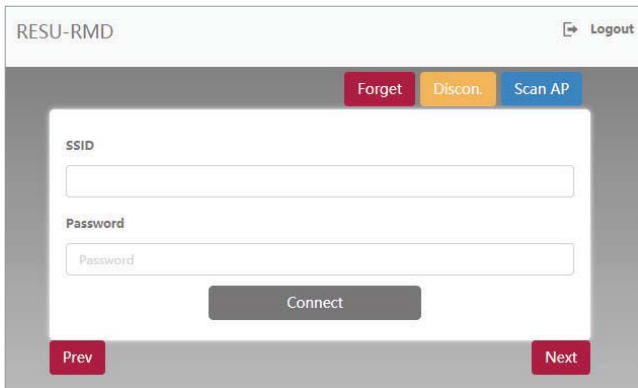 RESU-RMD Logout
Forget Discon. Scan AP
SSID
Password
Password
Connect
Prev Next